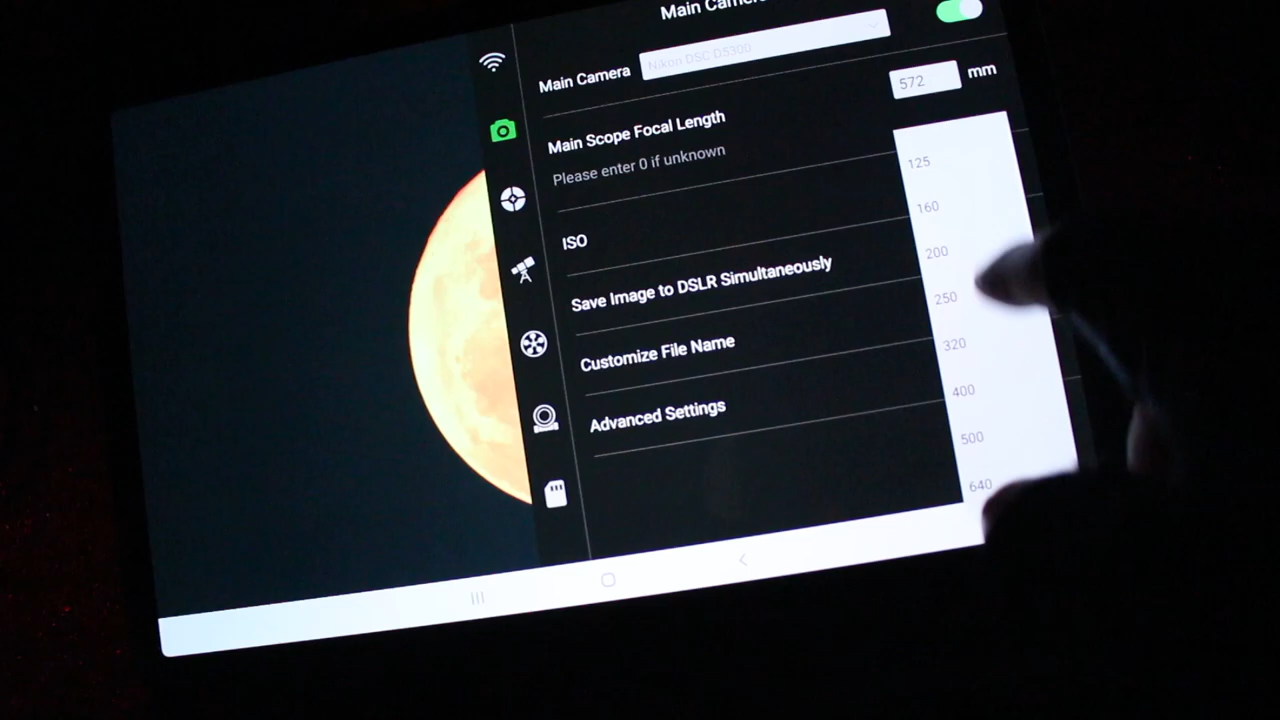 Main Camera
Main Camera
Nikon DSC D5300
Main Scope Focal Length
572
mm
Please enter 0 if unknown
ISO
Save Image to DSLR Simultaneously
Customize File Name
Advanced Settings
125
160
200
250
320
400
500
640